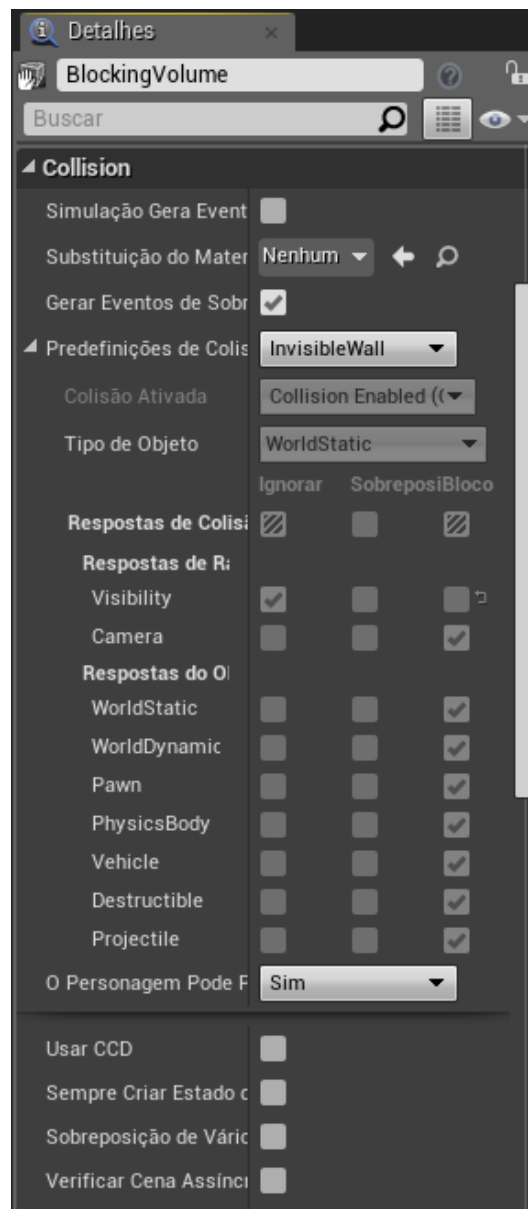 Detalhes
BlockingVolume
Buscar
Collision
Simulação Gera Event
Substituição do Mater Nenhum
Gerar Eventos de Sobr
Predefinições de Colis InvisibleWall
Colisão Ativada Collision Enabled ((
Tipo de Objeto WorldStatic
Ignorar SobreposiBloco
Respostas de Colis
Respostas de Ra
Visibility
Camera
Respostas do O
WorldStatic
WorldDynamic
Pawn
PhysicsBody
Vehicle
Destructible
Projectile
O Personagem Pode P Sim
Usar CCD
Sempre Criar Estado d
Sobreposição de Vário
Verificar Cena Assíncr